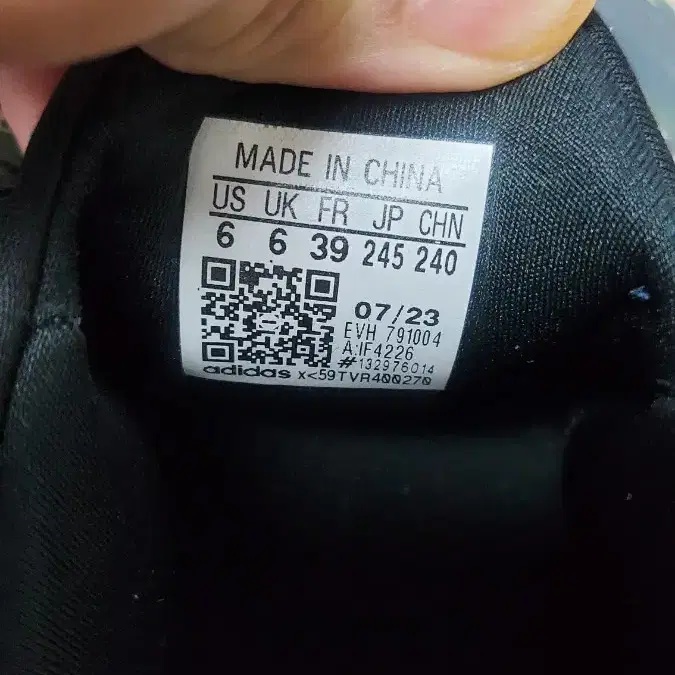 MADE IN CHINA
US UK FR JP CHN
6 6 39 245 240
07/23
EVH 791004
A:IF4226
#132976014
adidas x<59TVR400270